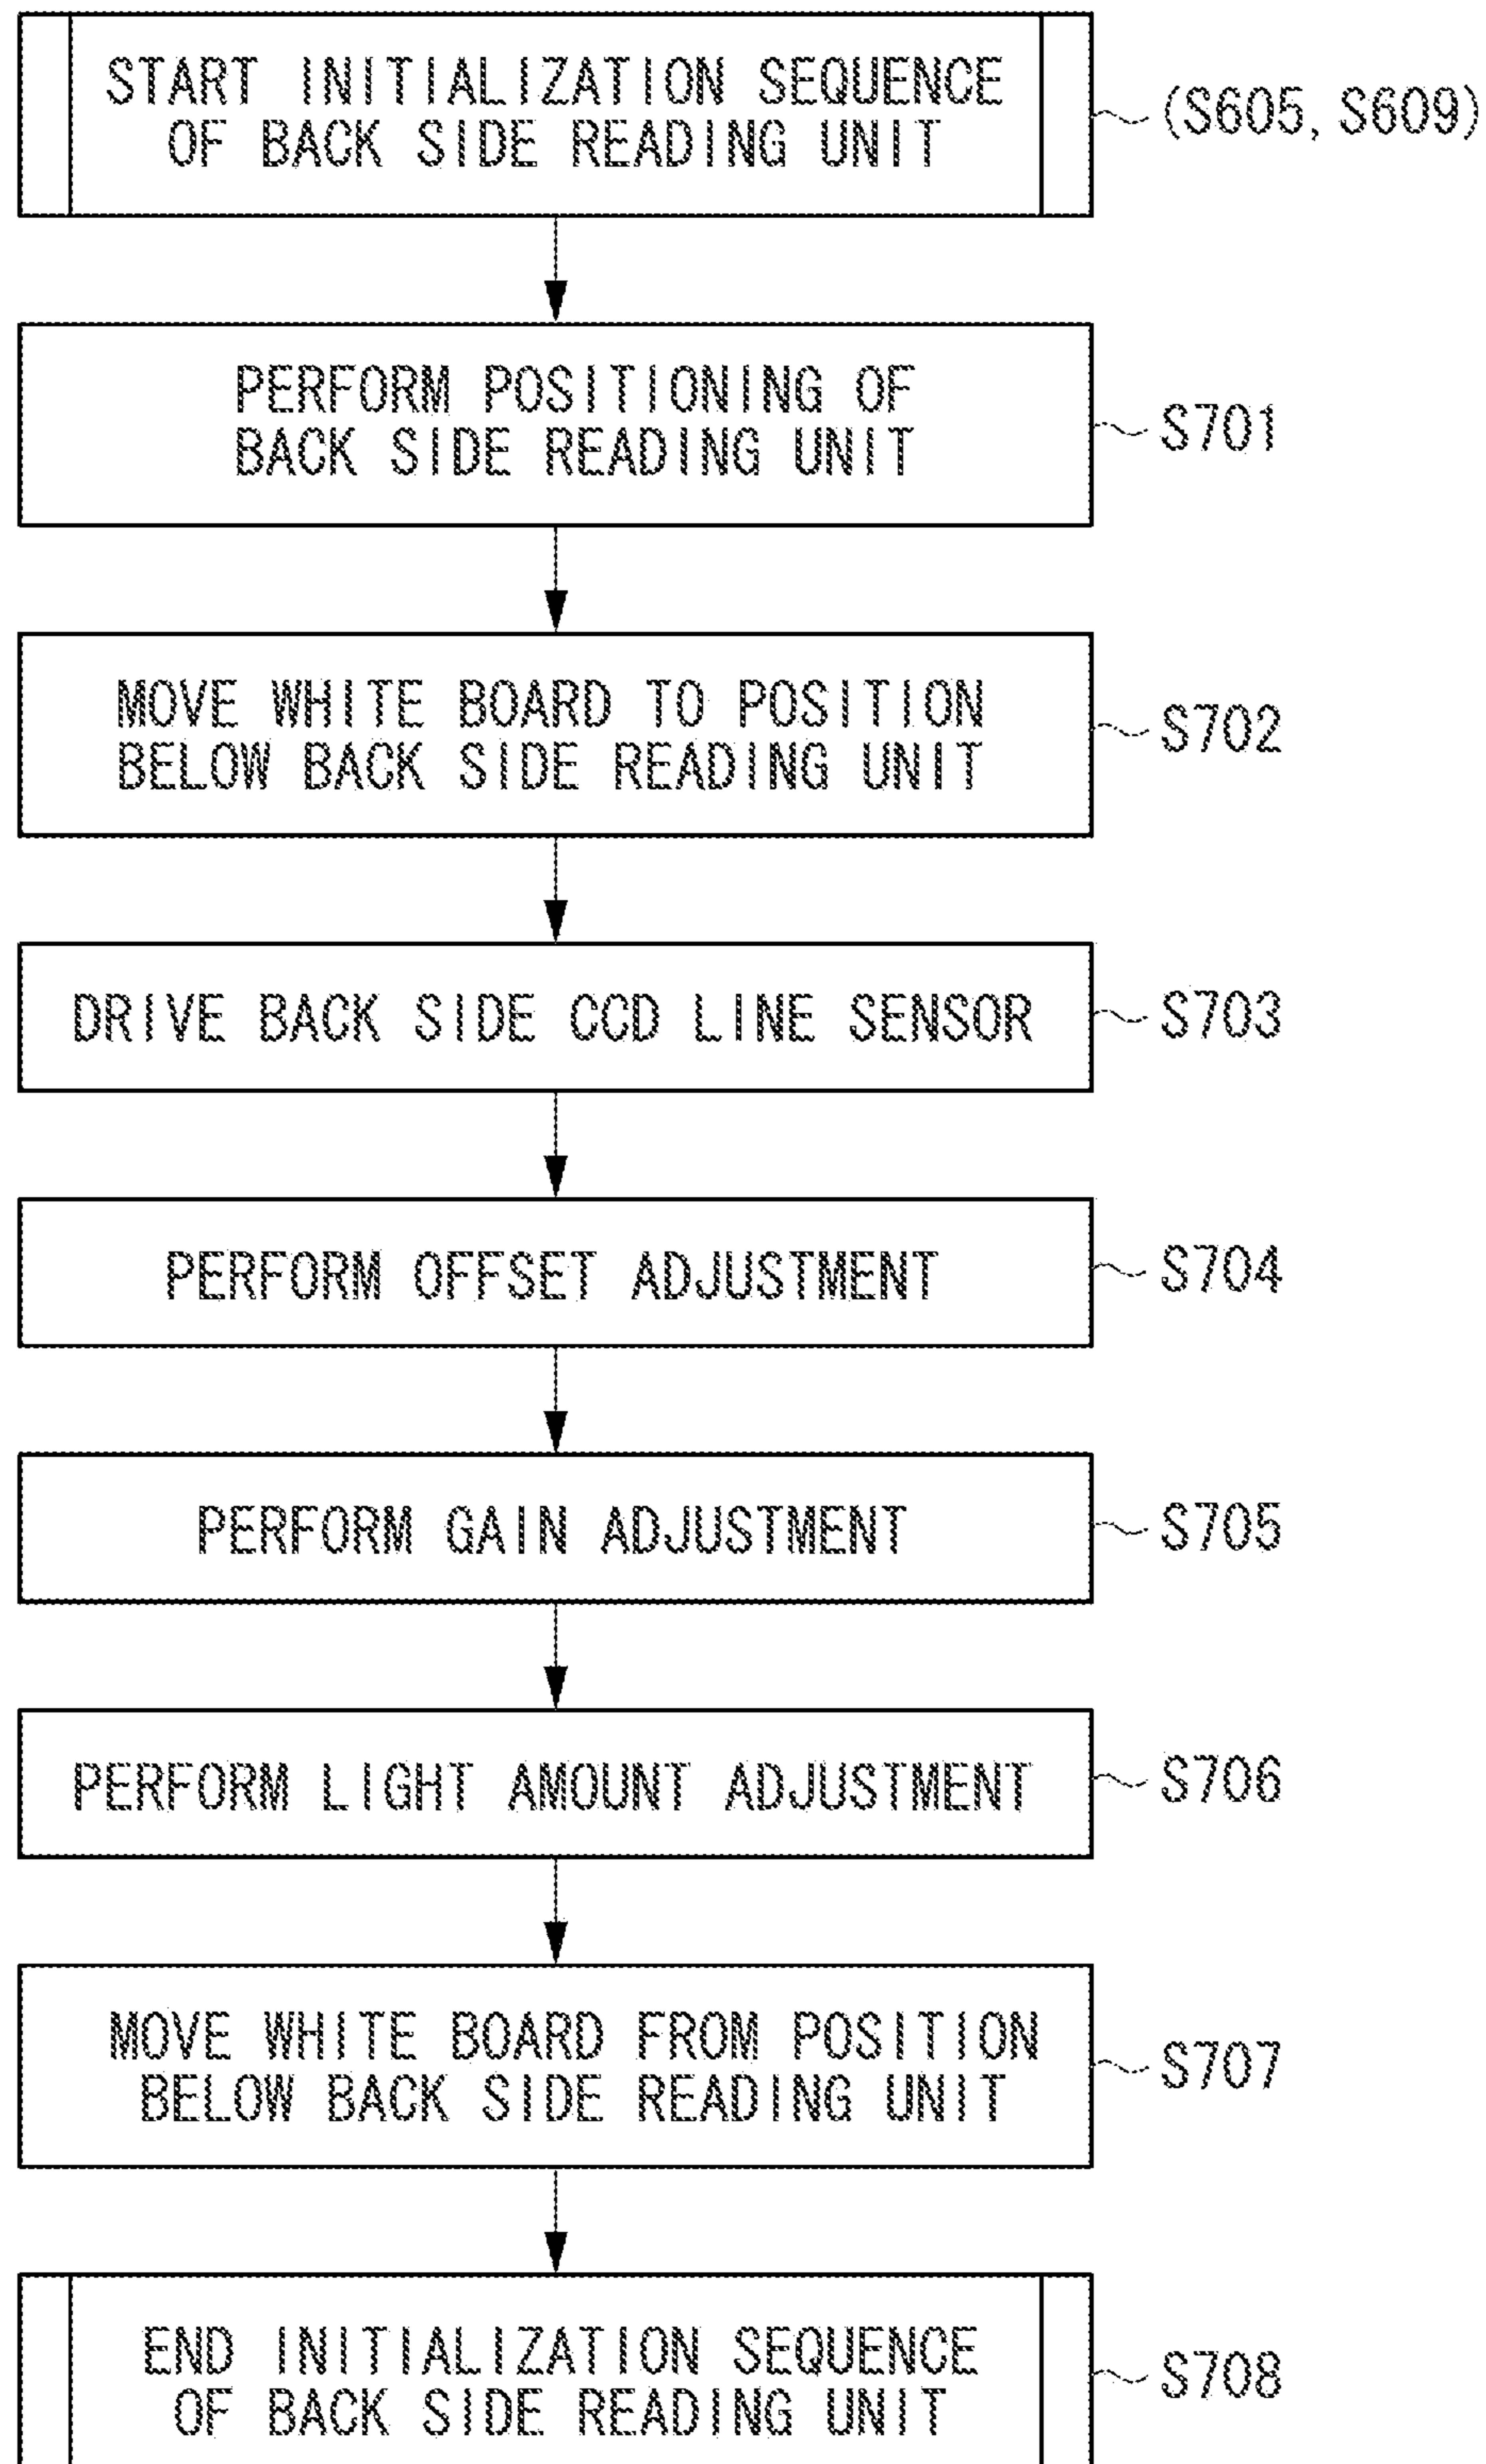 START INITIALIZATION SEQUENCE
OF BACK SIDE READING UNIT
(S605, S609)
PERFORM POSITIONING OF
BACK SIDE READING UNIT
S701
MOVE WHITE BOARD TO POSITION
BELOW BACK SIDE READING UNIT
S702
DRIVE BACK SIDE CCD LINE SENSOR
S703
PERFORM OFFSET ADJUSTMENT
S704
PERFORM GAIN ADJUSTMENT
S705
PERFORM LIGHT AMOUNT ADJUSTMENT
S706
MOVE WHITE BOARD FROM POSITION
BELOW BACK SIDE READING UNIT
S707
END INITIALIZATION SEQUENCE
OF BACK SIDE READING UNIT
S708